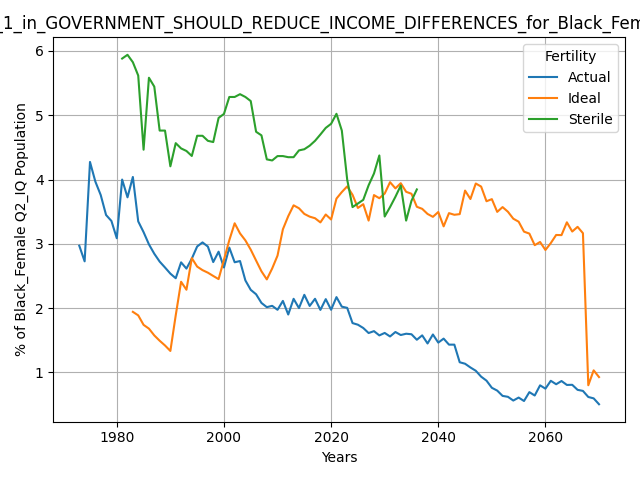 _1_in_GOVERNMENT_SHOULD_REDUCE_INCOME_DIFFERENCES_for_Black_Fem
6
5
4
3
2
1
% of Black_Female Q2_IQ Population
Fertility
Actual
Ideal
Sterile
1980 2000 2020 2040 2060
Years